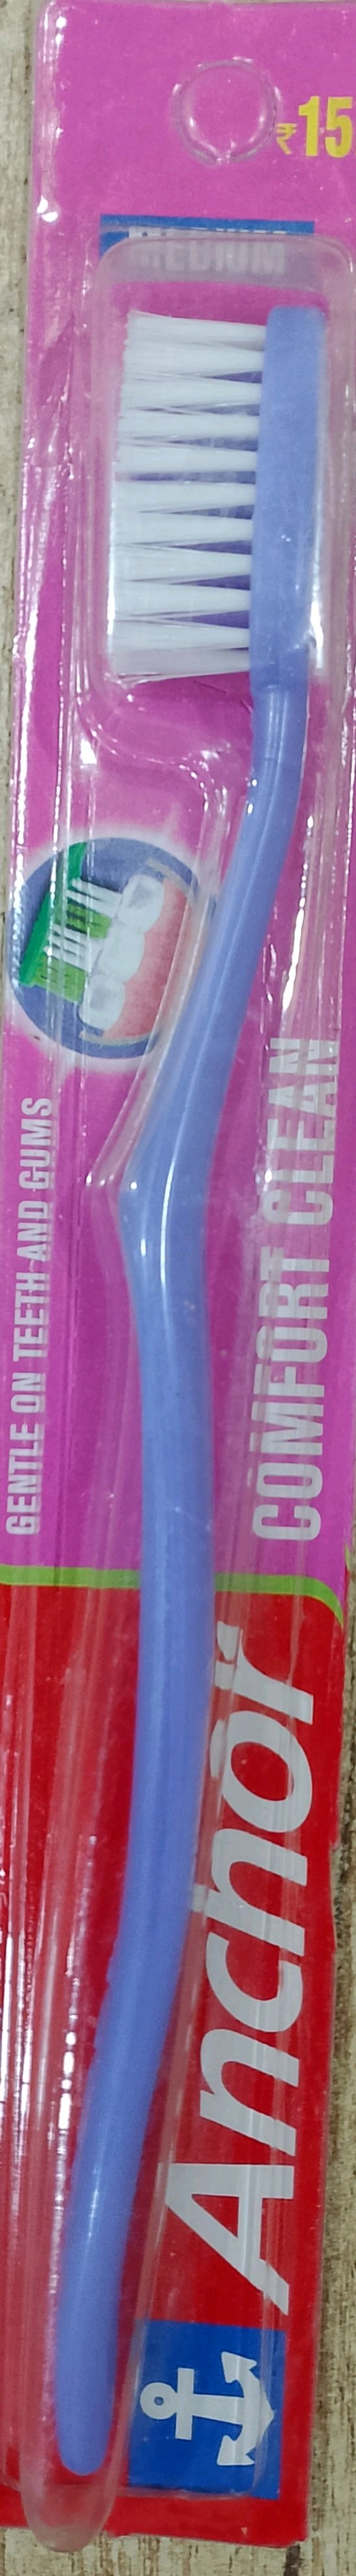 ₹15
MEDIUM
GENTLE ON TEETH AND GUMS
COMFORT CLEAN
Anchor